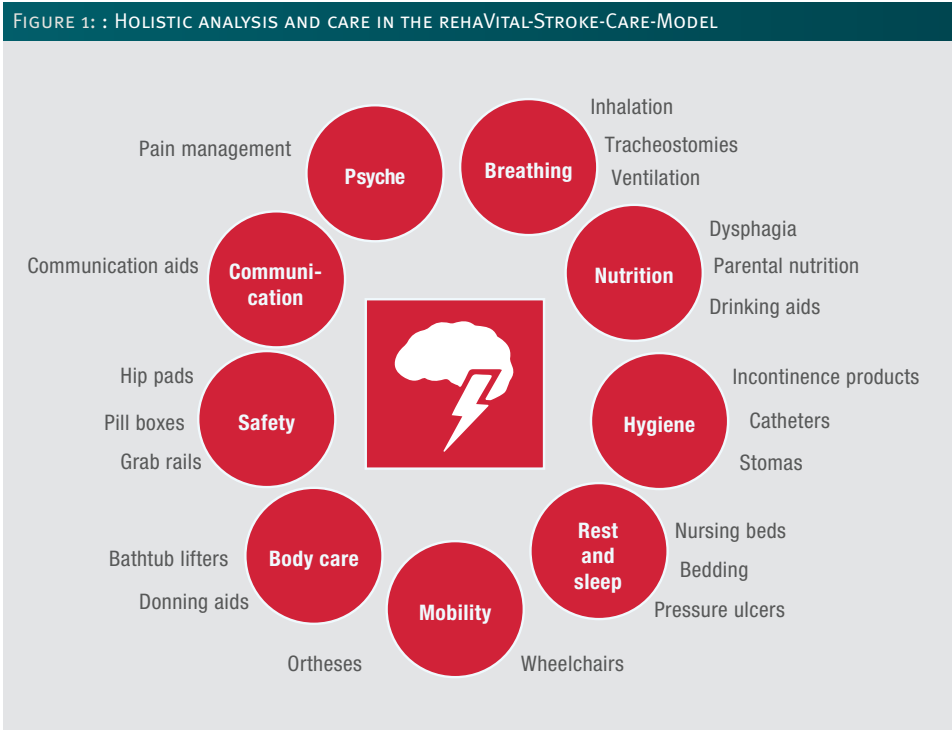 FIGURE 1: : HOLISTIC ANALYSIS AND CARE IN THE REHAVITAL-STROKE-CARE-MODEL
Pain management
Psyche
Breathing
Inhalation
Tracheostomies
Ventilation
Communication aids
Communi-
cation
Nutrition
Dysphagia
Parental nutrition
Drinking aids
Hip pads
Pill boxes
Grab rails
Safety
Hygiene
Incontinence products
Catheters
Stomas
Bathtub lifters
Donning aids
Body care
Rest
and
sleep
Nursing beds
Bedding
Pressure ulcers
Mobility
Ortheses
Wheelchairs